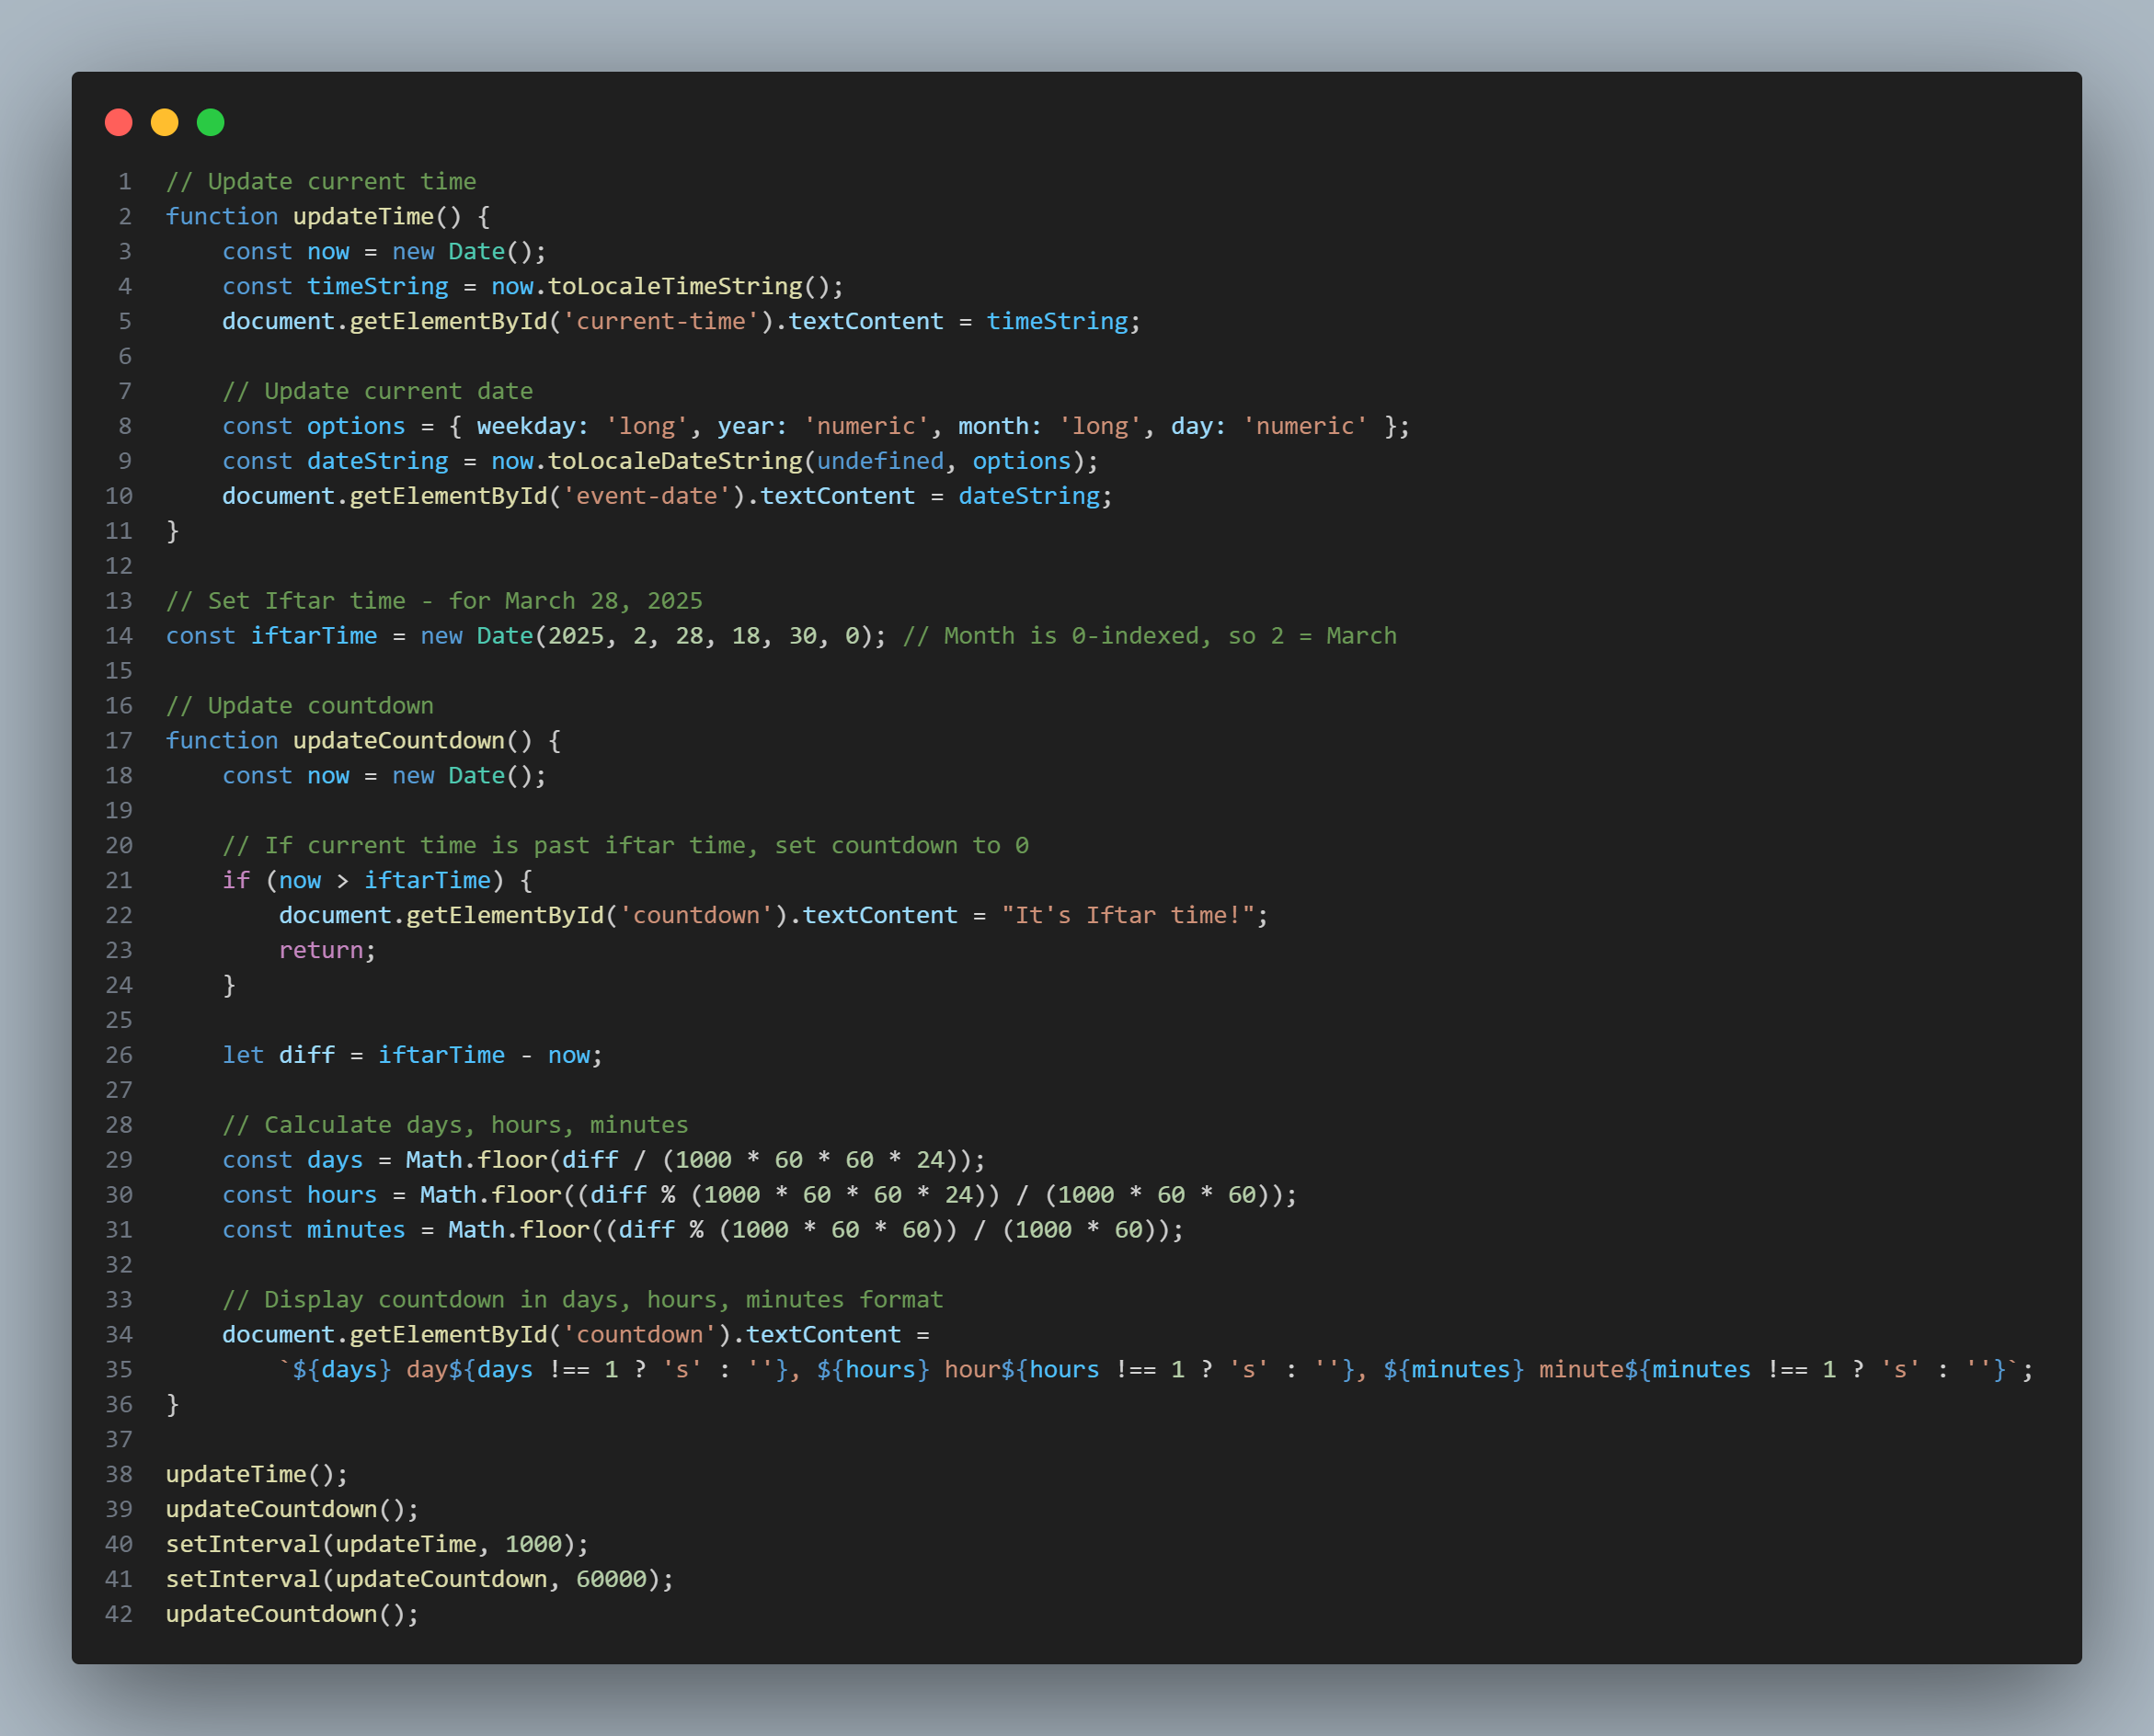 1 // Update current time
2 function updateTime() {
3     const now = new Date();
4     const timeString = now.toLocaleTimeString();
5     document.getElementById('current-time').textContent = timeString;
6
7     // Update current date
8     const options = { weekday: 'long', year: 'numeric', month: 'long', day: 'numeric' };
9     const dateString = now.toLocaleDateString(undefined, options);
10     document.getElementById('event-date').textContent = dateString;
11 }
12
13 // Set Iftar time - for March 28, 2025
14 const iftarTime = new Date(2025, 2, 28, 18, 30, 0); // Month is 0-indexed, so 2 = March
15
16 // Update countdown
17 function updateCountdown() {
18     const now = new Date();
19
20     // If current time is past iftar time, set countdown to 0
21     if (now > iftarTime) {
22         document.getElementById('countdown').textContent = "It's Iftar time!";
23         return;
24     }
25
26     let diff = iftarTime - now;
27
28     // Calculate days, hours, minutes
29     const days = Math.floor(diff / (1000 * 60 * 60 * 24));
30     const hours = Math.floor((diff % (1000 * 60 * 60 * 24)) / (1000 * 60 * 60));
31     const minutes = Math.floor((diff % (1000 * 60 * 60)) / (1000 * 60));
32
33     // Display countdown in days, hours, minutes format
34     document.getElementById('countdown').textContent =
35         `${days} day${days !== 1 ? 's' : ''}, ${hours} hour${hours !== 1 ? 's' : ''}, ${minutes} minute${minutes !== 1 ? 's' : ''}`;
36 }
37
38 updateTime();
39 updateCountdown();
40 setInterval(updateTime, 1000);
41 setInterval(updateCountdown, 60000);
42 updateCountdown();